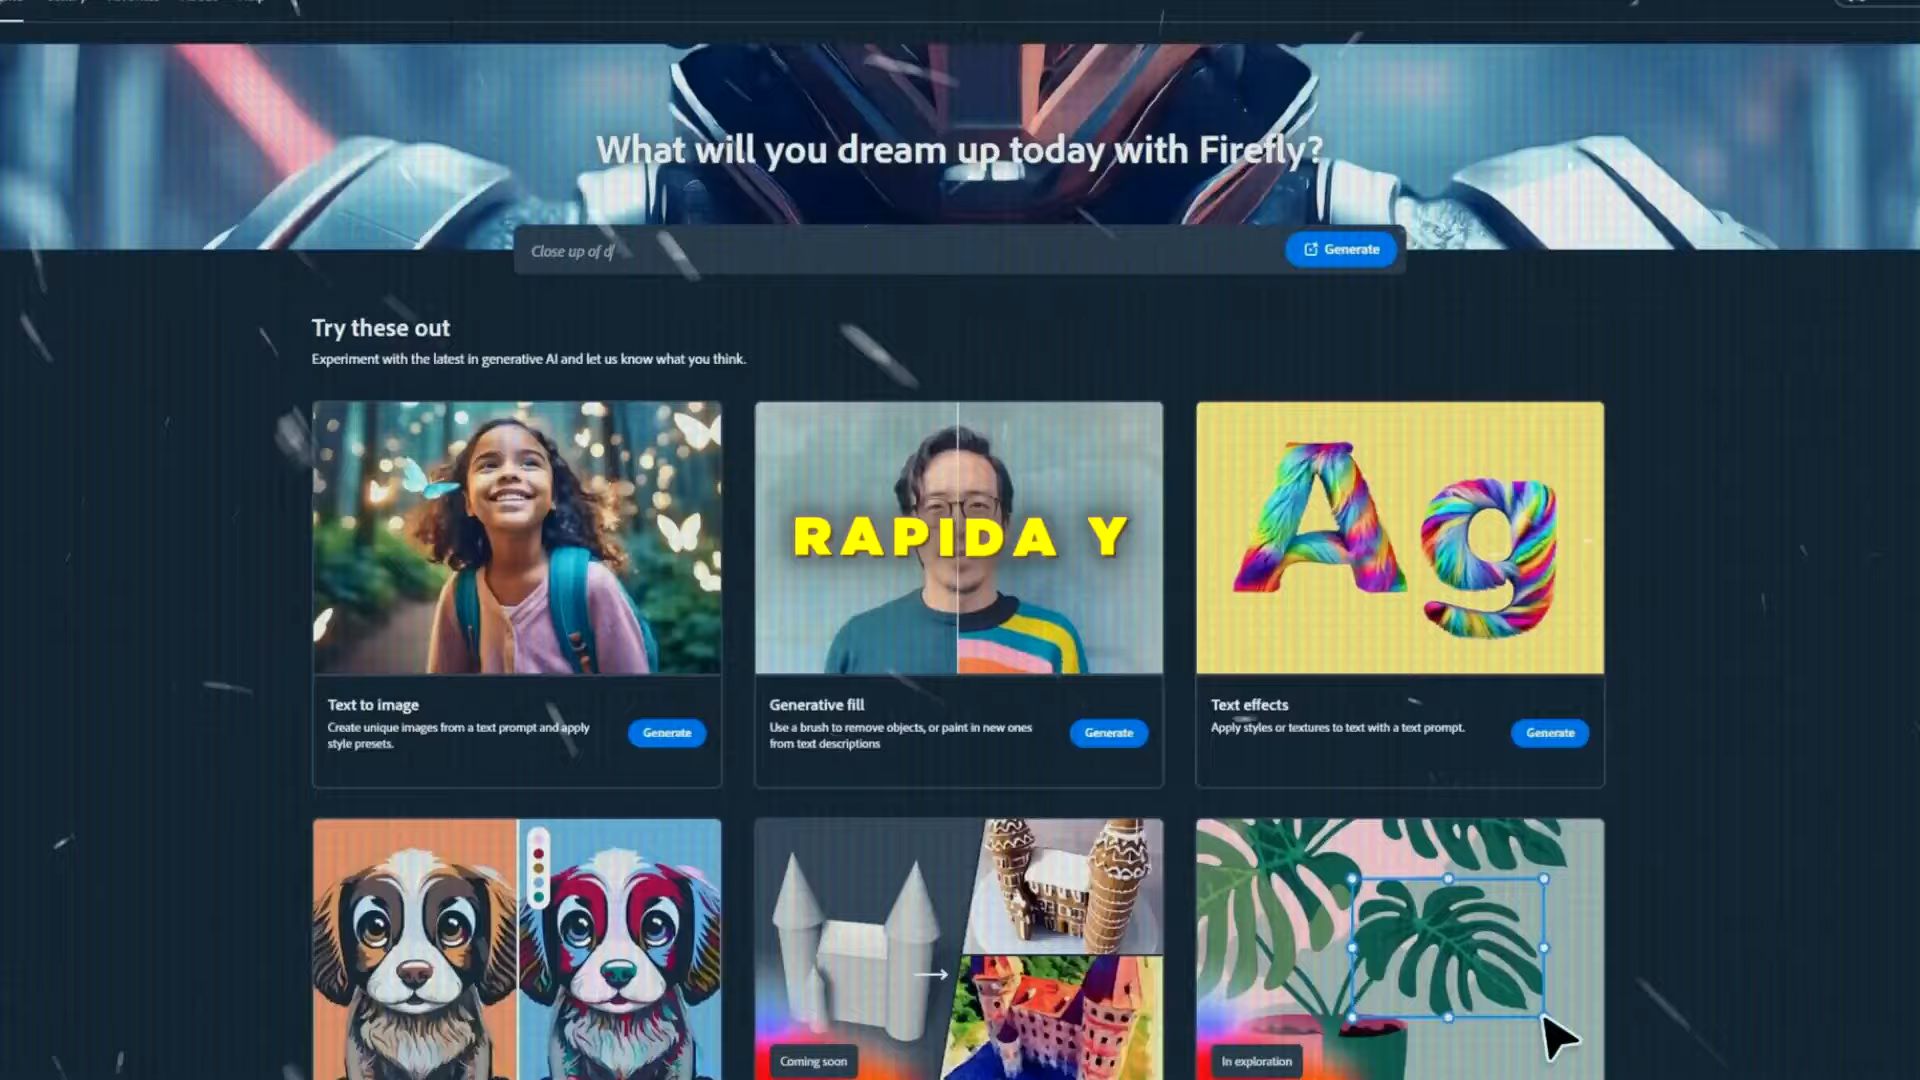 What will you dream up today with Firefly?
Close up of d
Generate
Try these out
Experiment with the latest in generative AI and let us know what you think.
RAPIDA Y
Ag
Text to image
Create unique images from a text prompt and apply
style presets.
Generate
Generative fill
Use a brush to remove objects, or paint in new ones
from text descriptions
Generate
Text effects
Apply styles or textures to text with a text prompt.
Generate
Coming soon
In exploration